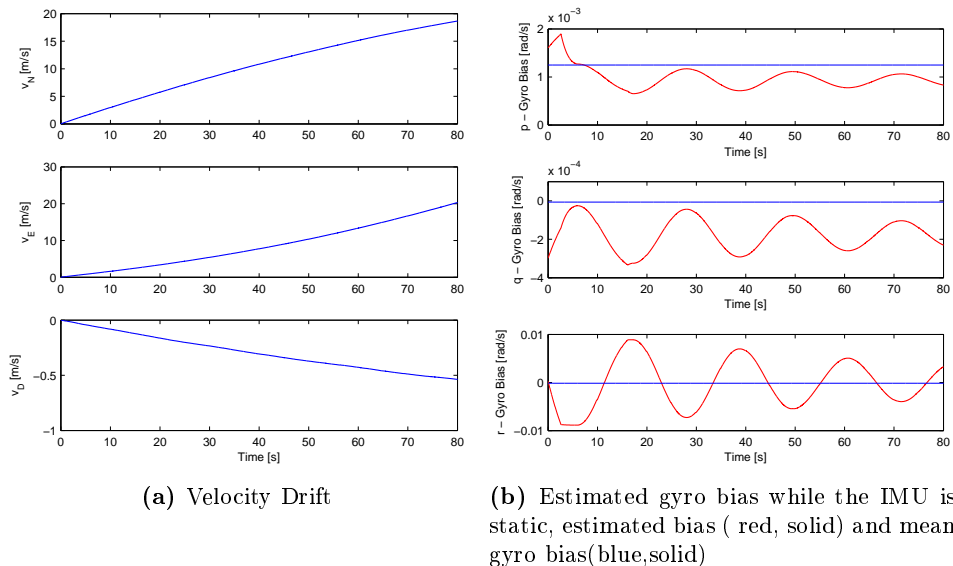 20
15
10
5
0
v_N [m/s]
0 10 20 30 40 50 60 70 80
30
20
10
0
v_E [m/s]
0 10 20 30 40 50 60 70 80
0
−0.5
−1
v_D [m/s]
0 10 20 30 40 50 60 70 80
Time [s]
(a) Velocity Drift
x 10^−3
2
1
0
p − Gyro Bias [rad/s]
0 10 20 30 40 50 60 70 80
Time [s]
x 10^−4
0
−2
−4
q − Gyro Bias [rad/s]
0 10 20 30 40 50 60 70 80
Time [s]
0.01
0
−0.01
r − Gyro Bias [rad/s]
0 10 20 30 40 50 60 70 80
Time [s]
(b) Estimated gyro bias while the IMU is
static, estimated bias ( red, solid) and mean
gyro bias(blue,solid)